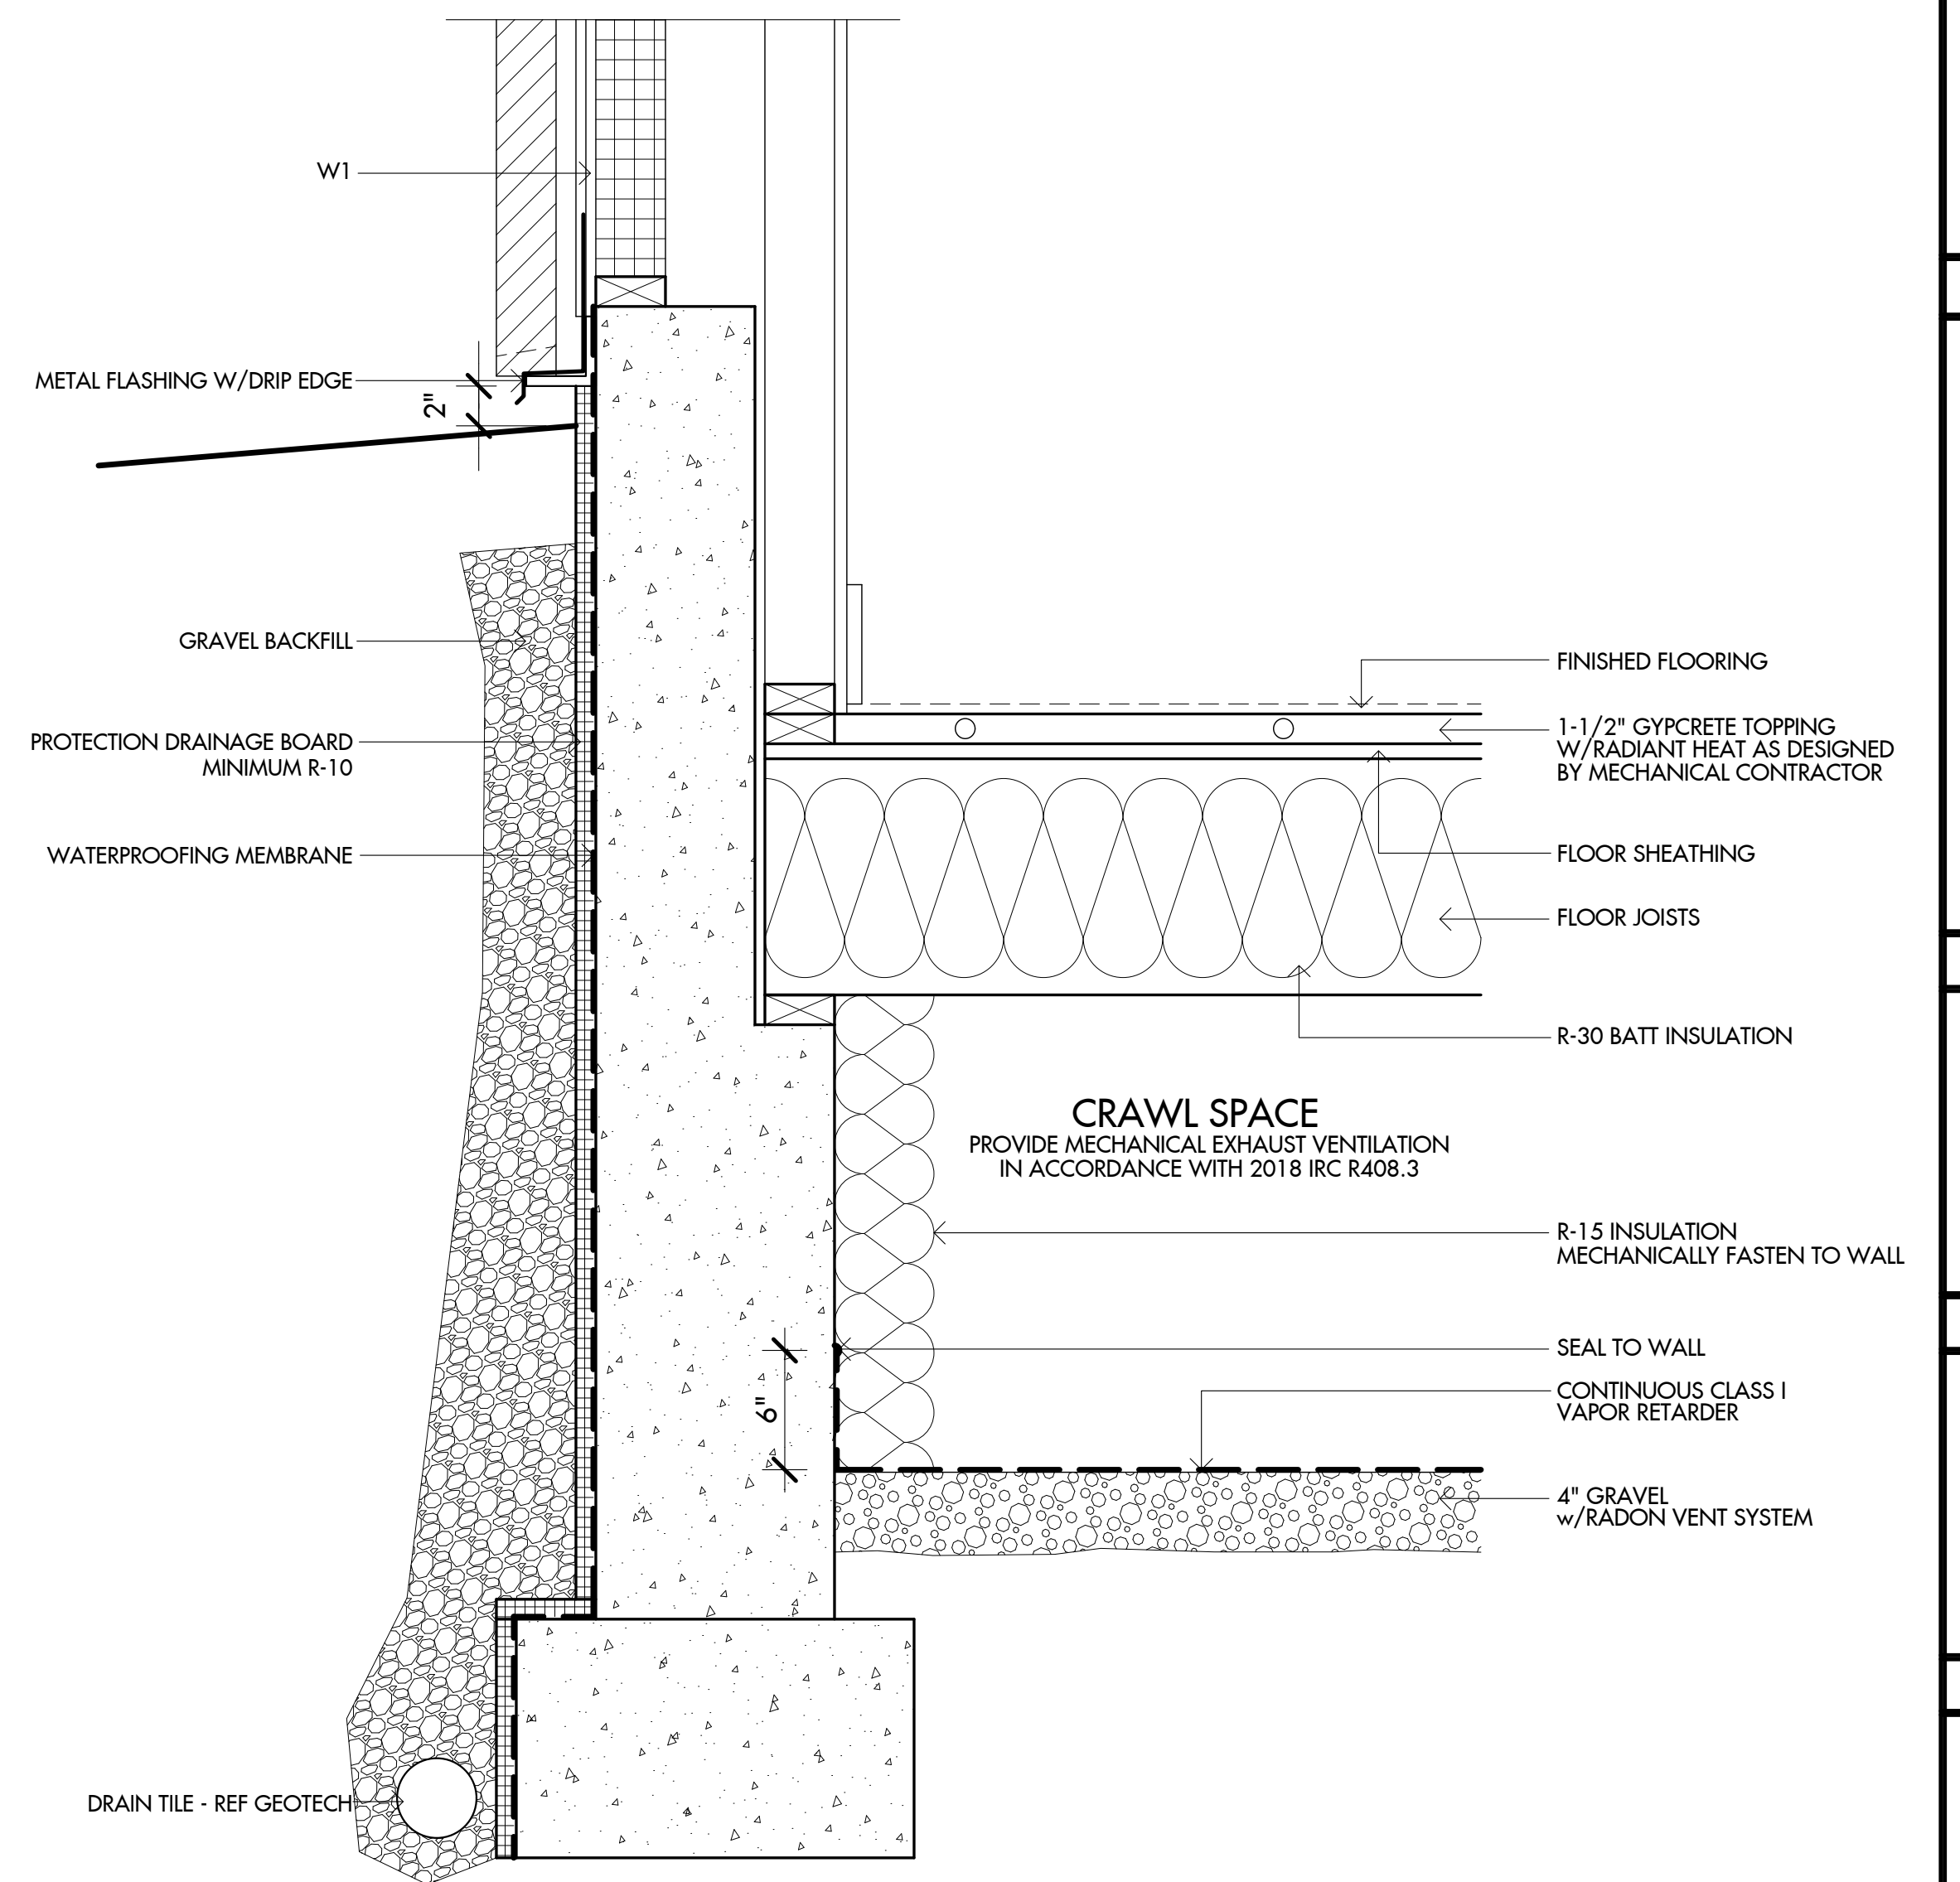 W1
METAL FLASHING W/DRIP EDGE
2"
GRAVEL BACKFILL
PROTECTION DRAINAGE BOARD
MINIMUM R-10
WATERPROOFING MEMBRANE
DRAIN TILE - REF GEOTECH
6"
CRAWL SPACE
PROVIDE MECHANICAL EXHAUST VENTILATION
IN ACCORDANCE WITH 2018 IRC R408.3
FINISHED FLOORING
1-1/2" GYPCRETE TOPPING
W/RADIANT HEAT AS DESIGNED
BY MECHANICAL CONTRACTOR
FLOOR SHEATHING
FLOOR JOISTS
R-30 BATT INSULATION
R-15 INSULATION
MECHANICALLY FASTEN TO WALL
SEAL TO WALL
CONTINUOUS CLASS I
VAPOR RETARDER
4" GRAVEL
w/RADON VENT SYSTEM